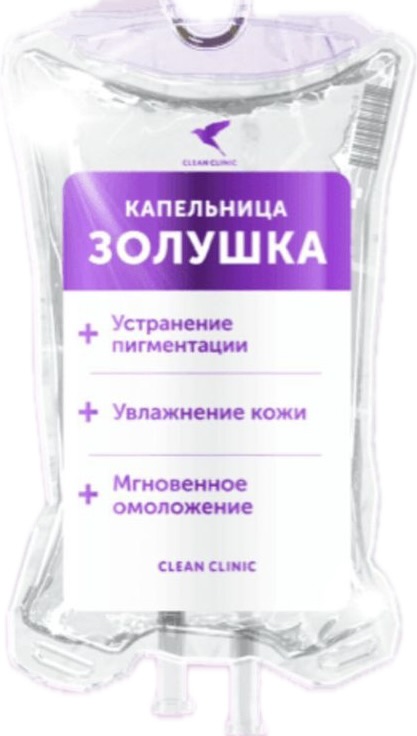 CLEAN CLINIC
КАПЕЛЬНИЦА
ЗОЛУШКА
+ Устранение
пигментации
+ Увлажнение кожи
+ Мгновенное
омоложение
CLEAN CLINIC